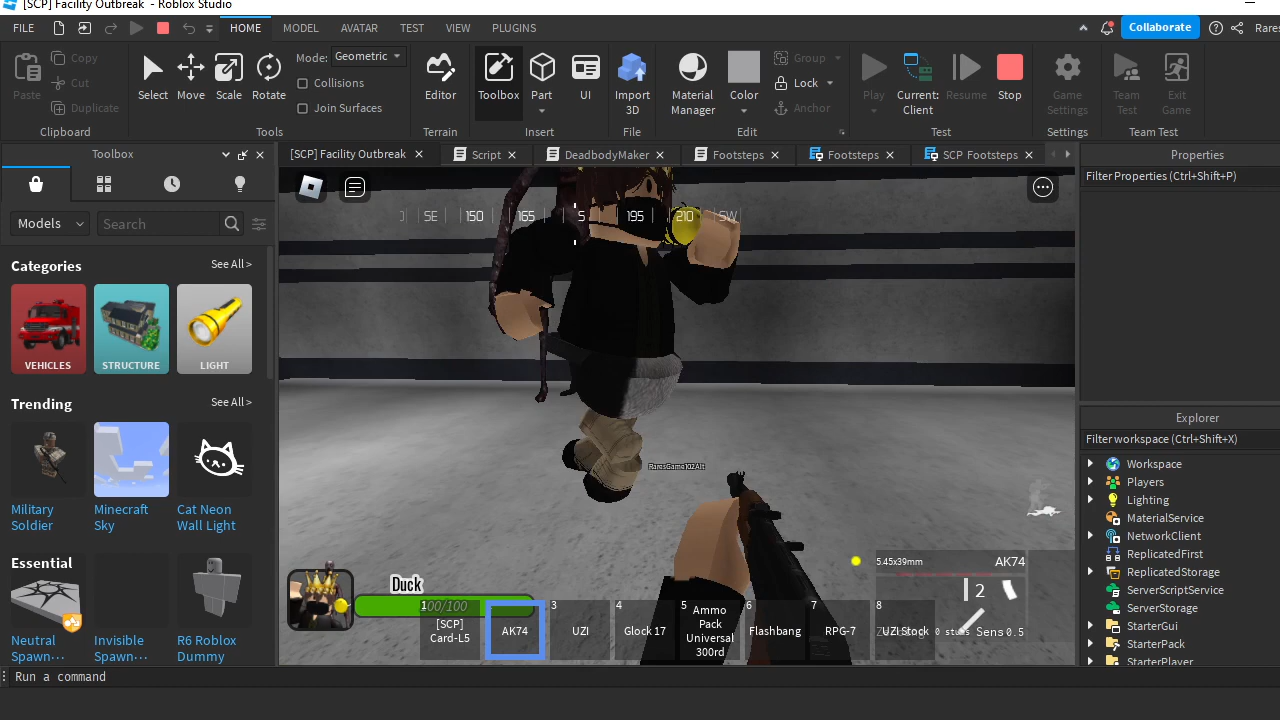 [SCP] Facility Outbreak - Roblox Studio
FILE
HOME
MODEL
AVATAR
TEST
VIEW
PLUGINS
Collaborate
Rares
Paste
Copy
Cut
Duplicate
Clipboard
Select
Move
Scale
Rotate
Mode:
Geometric
Collisions
Join Surfaces
Tools
Editor
Terrain
Toolbox
Part
UI
Insert
Import
3D
File
Material
Manager
Color
Group
Lock
Anchor
Edit
Play
Current:
Client
Resume
Stop
Test
Game
Settings
Settings
Team
Test
Exit
Game
Team Test
Toolbox
[SCP] Facility Outbreak
Script
DeadbodyMaker
Footsteps
Footsteps
SCP Footsteps
Properties
Filter Properties (Ctrl+Shift+P)
Models
Search
Categories
See All >
VEHICLES
STRUCTURE
LIGHT
Trending
See All >
Military
Soldier
Minecraft
Sky
Cat Neon
Wall Light
Essential
See All >
Neutral
Spawn…
Invisible
Spawn…
R6 Roblox
Dummy
SE
150
165
S
195
210
SW
RaresGame102Alt
Duck
100/100
1
[SCP]
Card-L5
AK74
3
UZI
4
Glock 17
5
Ammo
Pack
Universal
300rd
6
Flashbang
7
RPG-7
8
UZI Stock
5.45x39mm
AK74
2
0 studs
Sens 0.5
Explorer
Filter workspace (Ctrl+Shift+X)
Workspace
Players
Lighting
MaterialService
NetworkClient
ReplicatedFirst
ReplicatedStorage
ServerScriptService
ServerStorage
StarterGui
StarterPack
StarterPlayer
Run a command